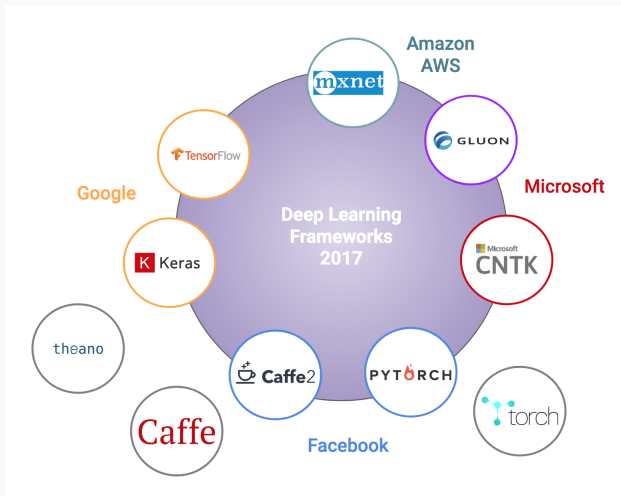 Amazon
AWS
mxnet
GLUON
TensorFlow
Google
Microsoft
Deep Learning
Frameworks
2017
Keras
Microsoft
CNTK
theano
Caffe2
PYTORCH
Caffe
torch
Facebook